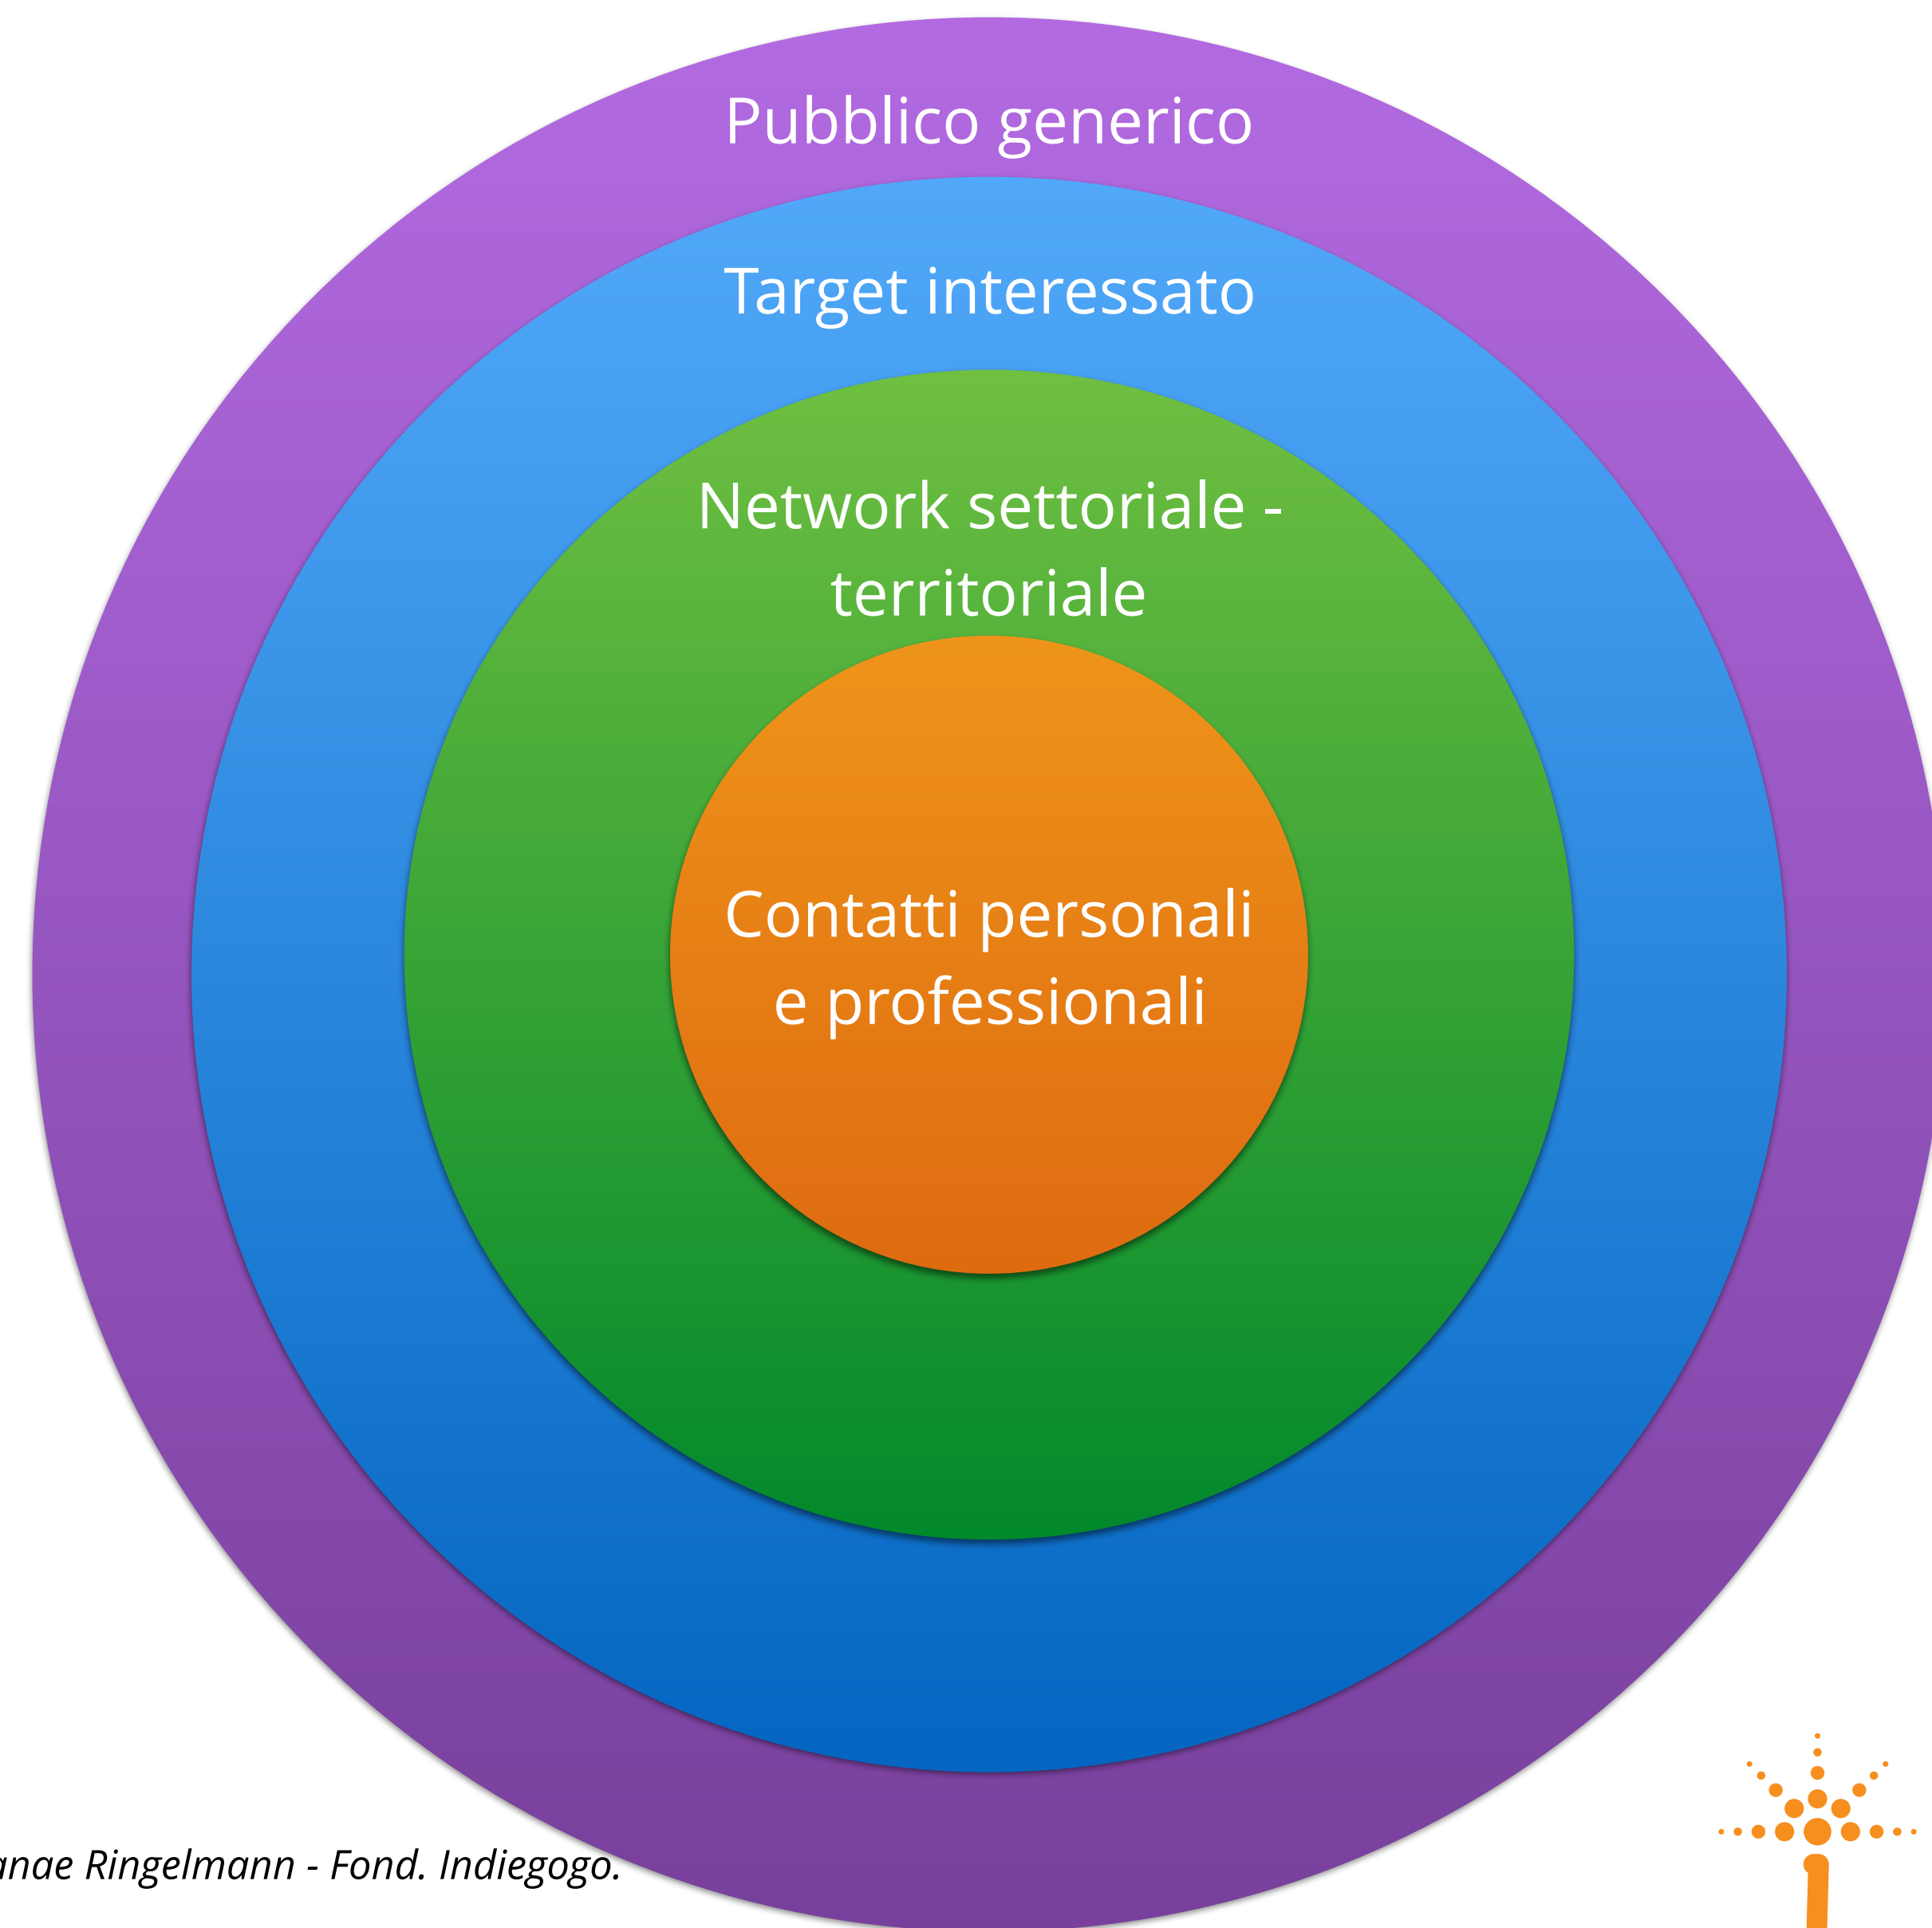 Pubblico generico
Target interessato
Network settoriale -
territoriale
Contatti personali
e professionali
Ringelmann - Fond. Indiegogo.